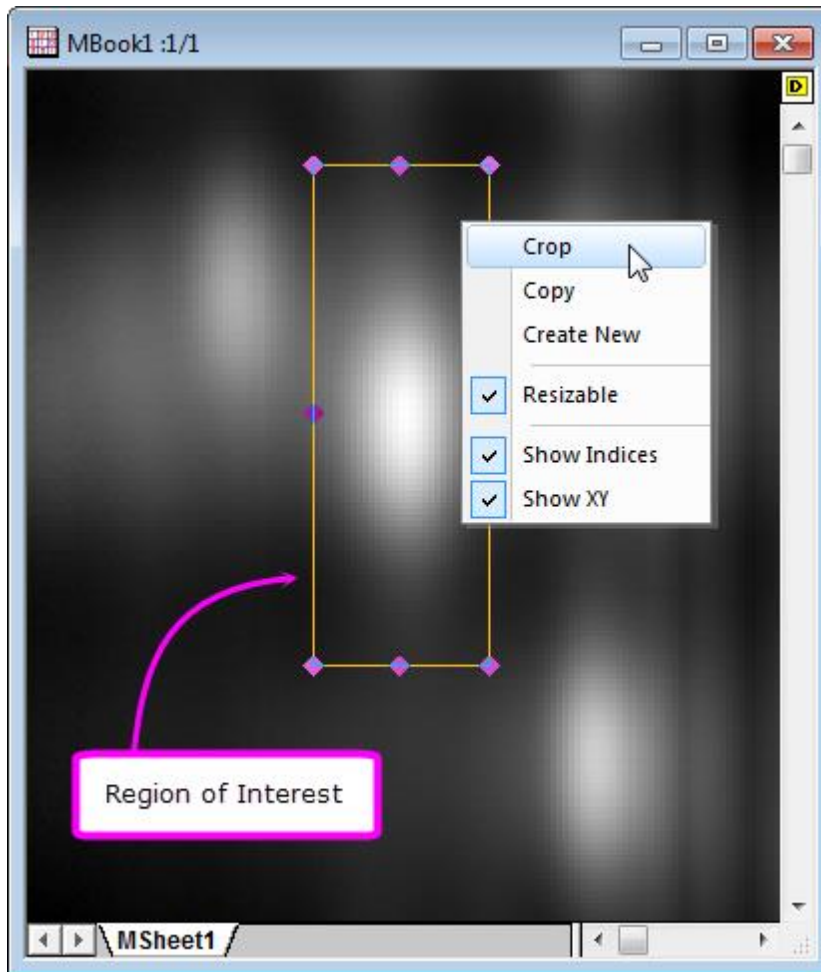 MBook1 :1/1
D
Crop
Copy
Create New
Resizable
Show Indices
Show XY
Region of Interest
MSheet1